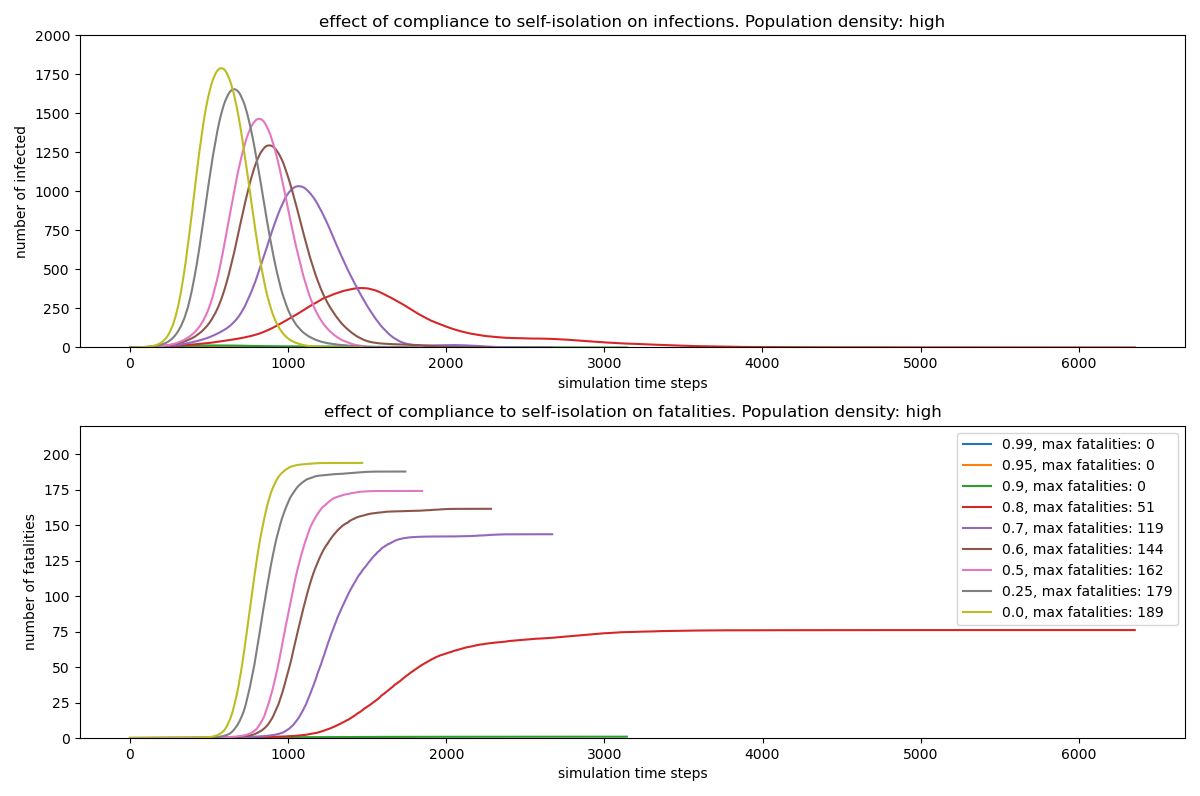 effect of compliance to self-isolation on infections. Population density: high
2000
1750
1500
1250
1000
750
500
250
0
number of infected
0 1000 2000 3000 4000 5000 6000
simulation time steps
effect of compliance to self-isolation on fatalities. Population density: high
200
175
150
125
100
75
50
25
0
number of fatalities
0.99, max fatalities: 0
0.95, max fatalities: 0
0.9, max fatalities: 0
0.8, max fatalities: 51
0.7, max fatalities: 119
0.6, max fatalities: 144
0.5, max fatalities: 162
0.25, max fatalities: 179
0.0, max fatalities: 189
0 1000 2000 3000 4000 5000 6000
simulation time steps